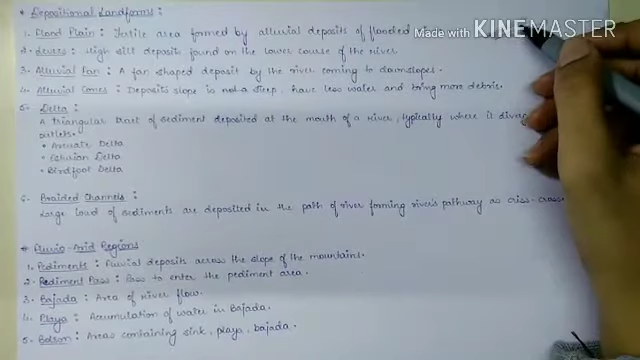 * Depositional Landforms :
1. Flood Plain : Fertile area formed by alluvial deposits of flooded
Made with KINEMASTER
2. Levees : High silt deposit found on the lower course of the river.
3. Alluvial Fan : A fan shaped deposit by the river coming to downslopes.
4. Alluvial Cones : Deposits slope is not a steep, have less water and bring more debris.
5. Delta :
A triangular tract of sediment deposited at the mouth of a river, typically where it
outlets.
• Arcuate Delta
• Esturian Delta
• Birdfoot Delta
6. Braided Channels :
Large load of sediments are deposited in the path of river forming river's pathway as criss-cross
* Fluvio-Arid Regions
1. Pediments : Alluvial deposits across the slope of the mountains.
2. Pediment Pass : Pass to enter the pediment area.
3. Bajada : Area of river flow.
4. Playa : Accumulation of water in Bajada.
5. Bolson : Areas containing sink, playa, bajada.